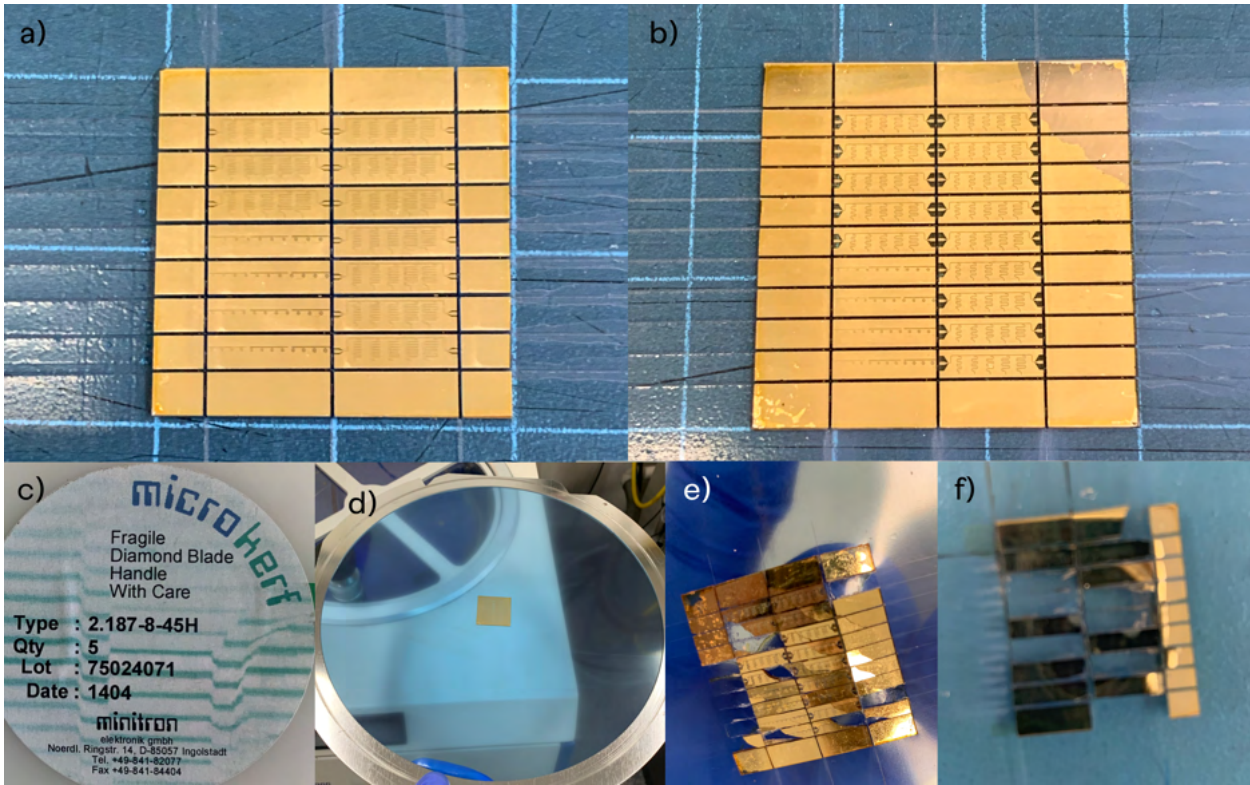 a)
b)
c)
microkerf
Fragile
Diamond Blade
Handle
With Care
Type : 2.187-8-45H
Qty : 5
Lot : 75024071
Date : 1404
minitron
elektronik gmbh
Noerdl. Ringstr. 14, D-85057 Ingolstadt
Tel. +49-841-82077
Fax +49-841-84404
d)
e)
f)